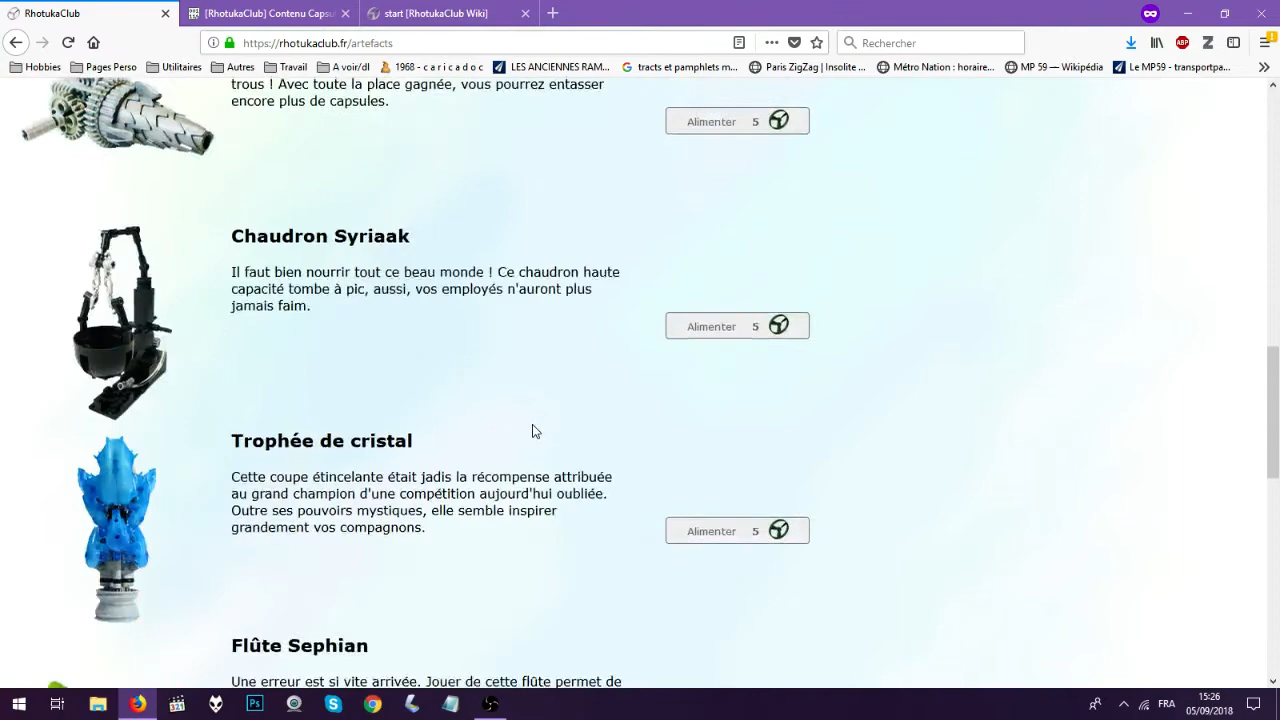 RhotukaClub
[RhotukaClub] Contenu Capsu
start [RhotukaClub Wiki]
https://rhotukaclub.fr/artefacts
Rechercher
ABP
Hobbies
Pages Perso
Utilitaires
Autres
Travail
A voir/dl
1968 - c a r i c a d o c
LES ANCIENNES RAM...
tracts et pamphlets m...
Paris ZigZag | Insolite ...
Métro Nation : horaire...
MP 59 — Wikipédia
Le MP59 - transportpa...
trous ! Avec toute la place gagnée, vous pourrez entasser
encore plus de capsules.
Alimenter 5
Chaudron Syriaak
Il faut bien nourrir tout ce beau monde ! Ce chaudron haute
capacité tombe à pic, aussi, vos employés n'auront plus
jamais faim.
Alimenter 5
Trophée de cristal
Cette coupe étincelante était jadis la récompense attribuée
au grand champion d'une compétition aujourd'hui oubliée.
Outre ses pouvoirs mystiques, elle semble inspirer
grandement vos compagnons.
Alimenter 5
Flûte Sephian
Une erreur est si vite arrivée. Jouer de cette flûte permet de
FRA
15:26
05/09/2018